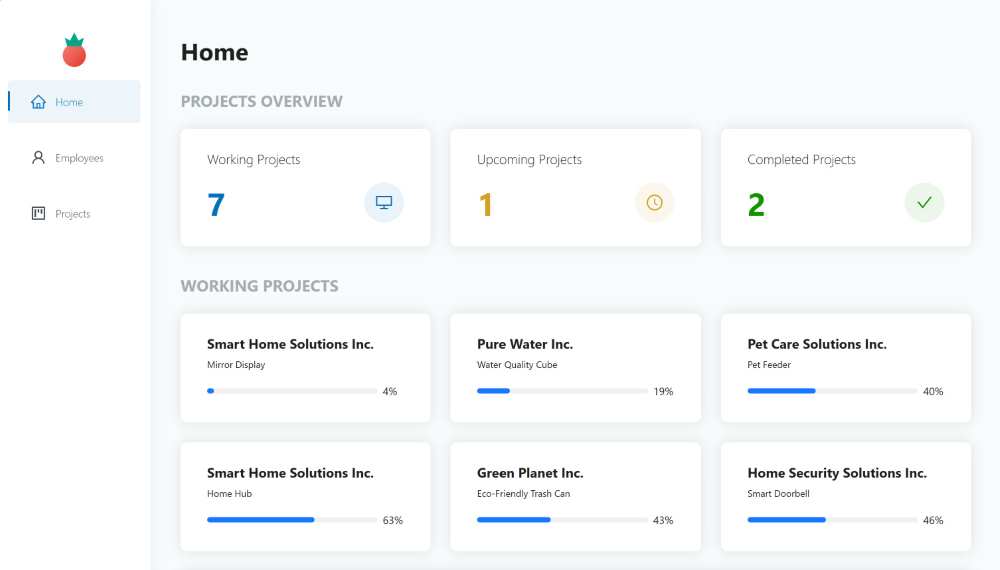 Home
Home
Employees
Projects
PROJECTS OVERVIEW
Working Projects
7
Upcoming Projects
1
Completed Projects
2
WORKING PROJECTS
Smart Home Solutions Inc.
Mirror Display
4%
Pure Water Inc.
Water Quality Cube
19%
Pet Care Solutions Inc.
Pet Feeder
40%
Smart Home Solutions Inc.
Home Hub
63%
Green Planet Inc.
Eco-Friendly Trash Can
43%
Home Security Solutions Inc.
Smart Doorbell
46%